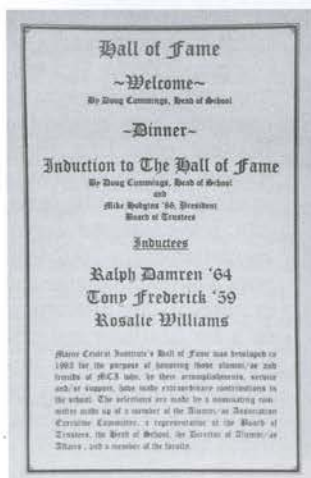 Hall of Fame
~Welcome~
By Doug Cummings, Head of School
~Dinner~
Induction to The Hall of Fame
By Doug Cummings, Head of School
and
Mike Hodgins '66, President
Board of Trustees
Inductees
Ralph Damren '64
Tony Frederick '59
Rosalie Williams
Maine Central Institute's Hall of Fame was developed in
1992 for the purpose of honoring those alumni/ae and
friends of MCI who, by their accomplishments, service
and/or support, have made extraordinary contributions to
the school. The selections are made by a nominating com-
mittee made up of a member of the Alumni/ae Association
Executive Committee, a representative of the Board of
Trustees, the Head of School, the Director of Alumni/ae
Affairs, and a member of the faculty.